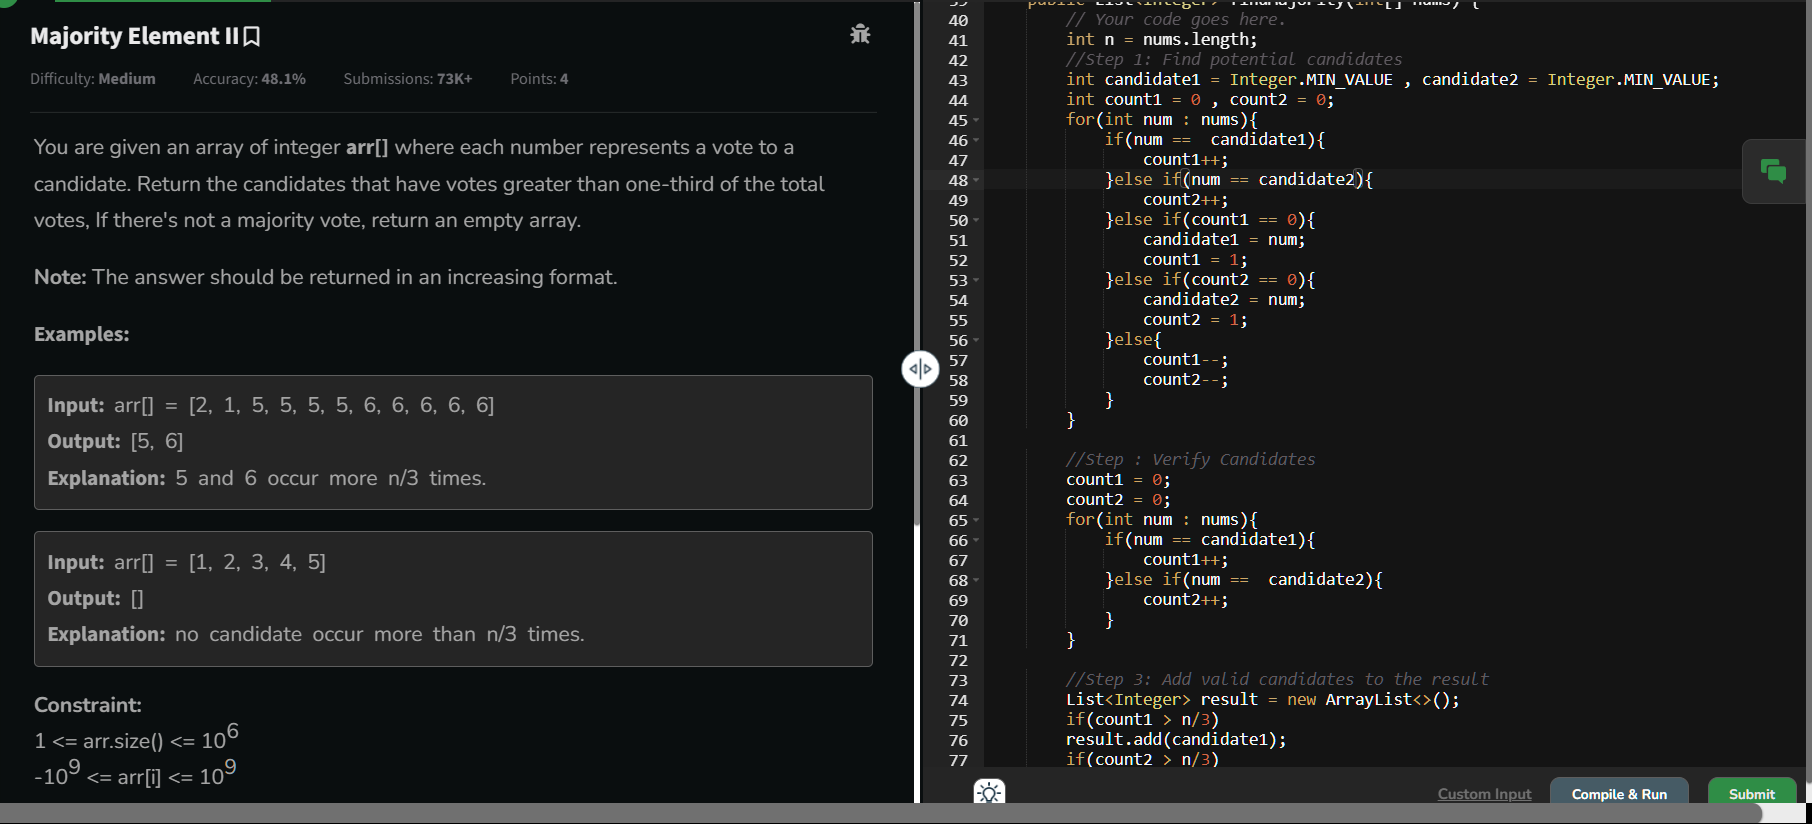 Majority Element II
Difficulty: Medium Accuracy: 48.1% Submissions: 73K+ Points: 4
You are given an array of integer arr[] where each number represents a vote to a
candidate. Return the candidates that have votes greater than one-third of the total
votes, If there's not a majority vote, return an empty array.
Note: The answer should be returned in an increasing format.
Examples:
Input: arr[] = [2, 1, 5, 5, 5, 5, 6, 6, 6, 6, 6]
Output: [5, 6]
Explanation: 5 and 6 occur more n/3 times.
Input: arr[] = [1, 2, 3, 4, 5]
Output: []
Explanation: no candidate occur more than n/3 times.
Constraint:
1 <= arr.size() <= 10^6
-10^9 <= arr[i] <= 10^9
39 public List<Integer> findMajority(int[] nums) {
40 // Your code goes here.
41 int n = nums.length;
42 //Step 1: Find potential candidates
43 int candidate1 = Integer.MIN_VALUE , candidate2 = Integer.MIN_VALUE;
44 int count1 = 0 , count2 = 0;
45 for(int num : nums){
46 if(num ==  candidate1){
47 count1++;
48 }else if(num == candidate2){
49 count2++;
50 }else if(count1 == 0){
51 candidate1 = num;
52 count1 = 1;
53 }else if(count2 == 0){
54 candidate2 = num;
55 count2 = 1;
56 }else{
57 count1--;
58 count2--;
59 }
60 }
61
62 //Step : Verify Candidates
63 count1 = 0;
64 count2 = 0;
65 for(int num : nums){
66 if(num == candidate1){
67 count1++;
68 }else if(num ==  candidate2){
69 count2++;
70 }
71 }
72
73 //Step 3: Add valid candidates to the result
74 List<Integer> result = new ArrayList<>();
75 if(count1 > n/3)
76 result.add(candidate1);
77 if(count2 > n/3)
Custom Input Compile & Run Submit